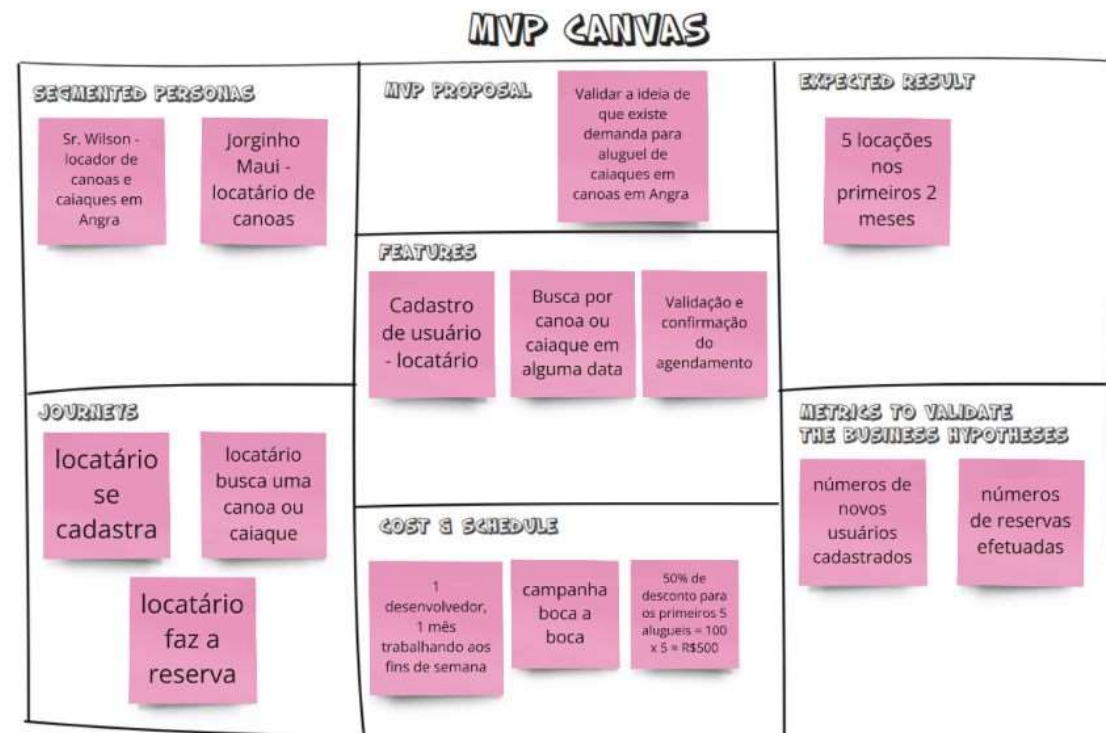 MVP CANVAS
SEGMENTED PERSONAS
Sr. Wilson -
locador de
canoas e
caiaques em
Angra
Jorginho
Maui -
locatário de
canoas
MVP PROPOSAL
Validar a ideia de
que existe
demanda para
aluguel de
caiaques em
canoas em Angra
EXPECTED RESULT
5 locações
nos
primeiros 2
meses
FEATURES
Cadastro
de usuário
- locatário
Busca por
canoa ou
caiaque em
alguma data
Validação e
confirmação
do
agendamento
JOURNEYS
locatário
se
cadastra
locatário
busca uma
canoa ou
caiaque
locatário
faz a
reserva
COST & SCHEDULE
1
desenvolvedor,
1 mês
trabalhando aos
fins de semana
campanha
boca a
boca
50% de
desconto para
os primeiros 5
alugueis = 100
x 5 = R$500
METRICS TO VALIDATE
THE BUSINESS HYPOTHESES
números de
novos
usuários
cadastrados
números
de reservas
efetuadas